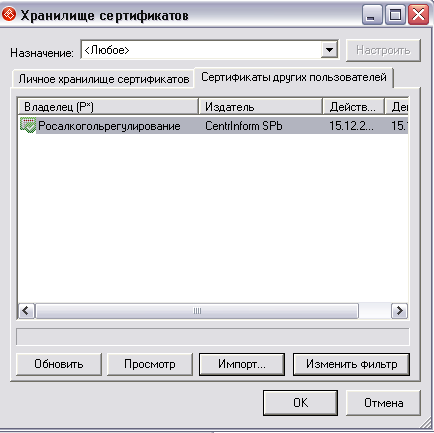 Хранилище сертификатов
Назначение: <Любое> Настроить
Личное хранилище сертификатов Сертификаты других пользователей
Владелец (Р*) Издатель Действ... Де
Росалкогольрегулирование CentrInform SPb 15.12.2... 15.
Обновить Просмотр Импорт... Изменить фильтр
OK Отмена